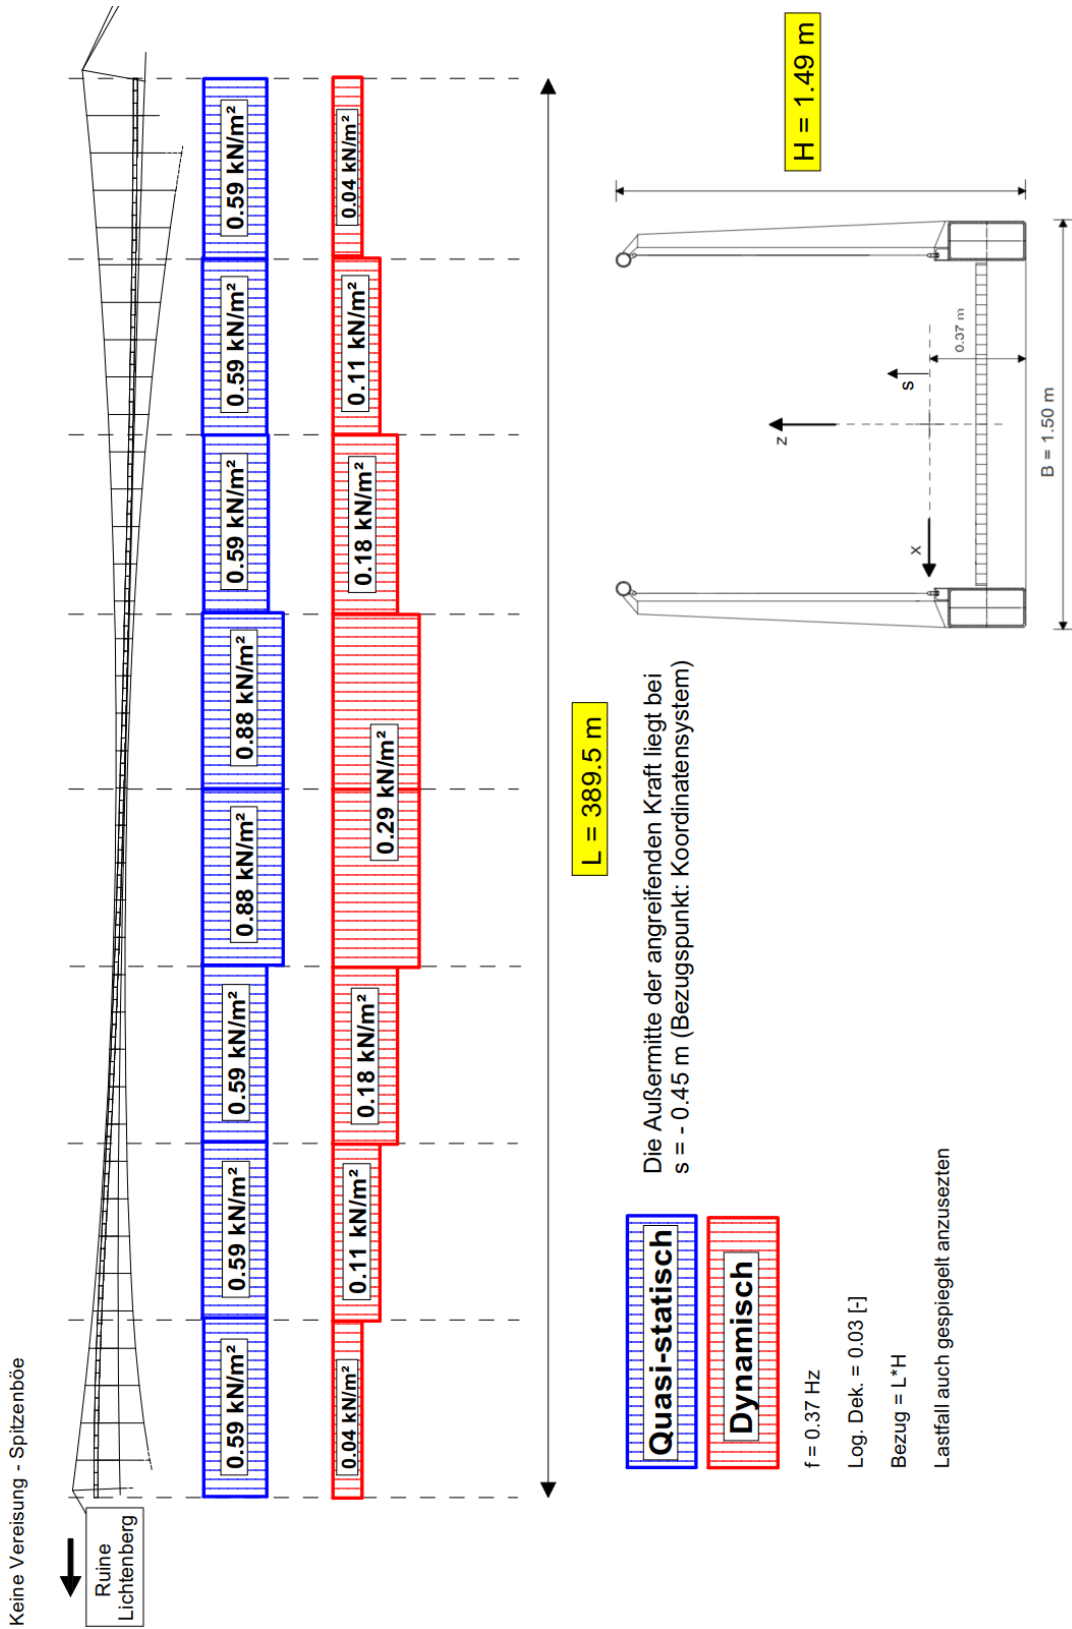 Keine Vereisung - Spitzenböe
Ruine
Lichtenberg
0.59 kN/m²
0.59 kN/m²
0.59 kN/m²
0.88 kN/m²
0.88 kN/m²
0.59 kN/m²
0.59 kN/m²
0.59 kN/m²
0.04 kN/m²
0.11 kN/m²
0.18 kN/m²
0.29 kN/m²
0.18 kN/m²
0.11 kN/m²
0.04 kN/m²
L = 389.5 m
Quasi-statisch
Dynamisch
f = 0.37 Hz
Log. Dek. = 0.03 [-]
Bezug = L*H
Lastfall auch gespiegelt anzusezten
Die Außermitte der angreifenden Kraft liegt bei
s = - 0.45 m (Bezugspunkt: Koordinatensystem)
H = 1.49 m
z
s
x
0.37 m
B = 1.50 m